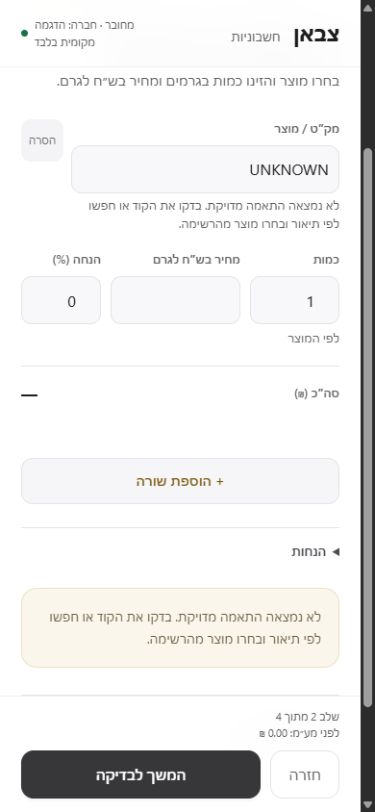 צבאן
חשבוניות
מחובר · חברה: הדגמה
מקומית בלבד
בחרו מוצר והזינו כמות בגרמים ומחיר בש״ח לגרם.
מק״ט / מוצר
הסרה
UNKNOWN
לא נמצאה התאמה מדויקת. בדקו את הקוד או חפשו
לפי תיאור ובחרו מוצר מהרשימה.
כמות
מחיר בש״ח לגרם
הנחה (%)
1
0
לפי המוצר
סה״כ (₪)
—
+ הוספת שורה
◀ הנחות
לא נמצאה התאמה מדויקת. בדקו את הקוד או חפשו
לפי תיאור ובחרו מוצר מהרשימה.
שלב 2 מתוך 4
לפני מע״מ: 0.00 ₪
חזרה
המשך לבדיקה